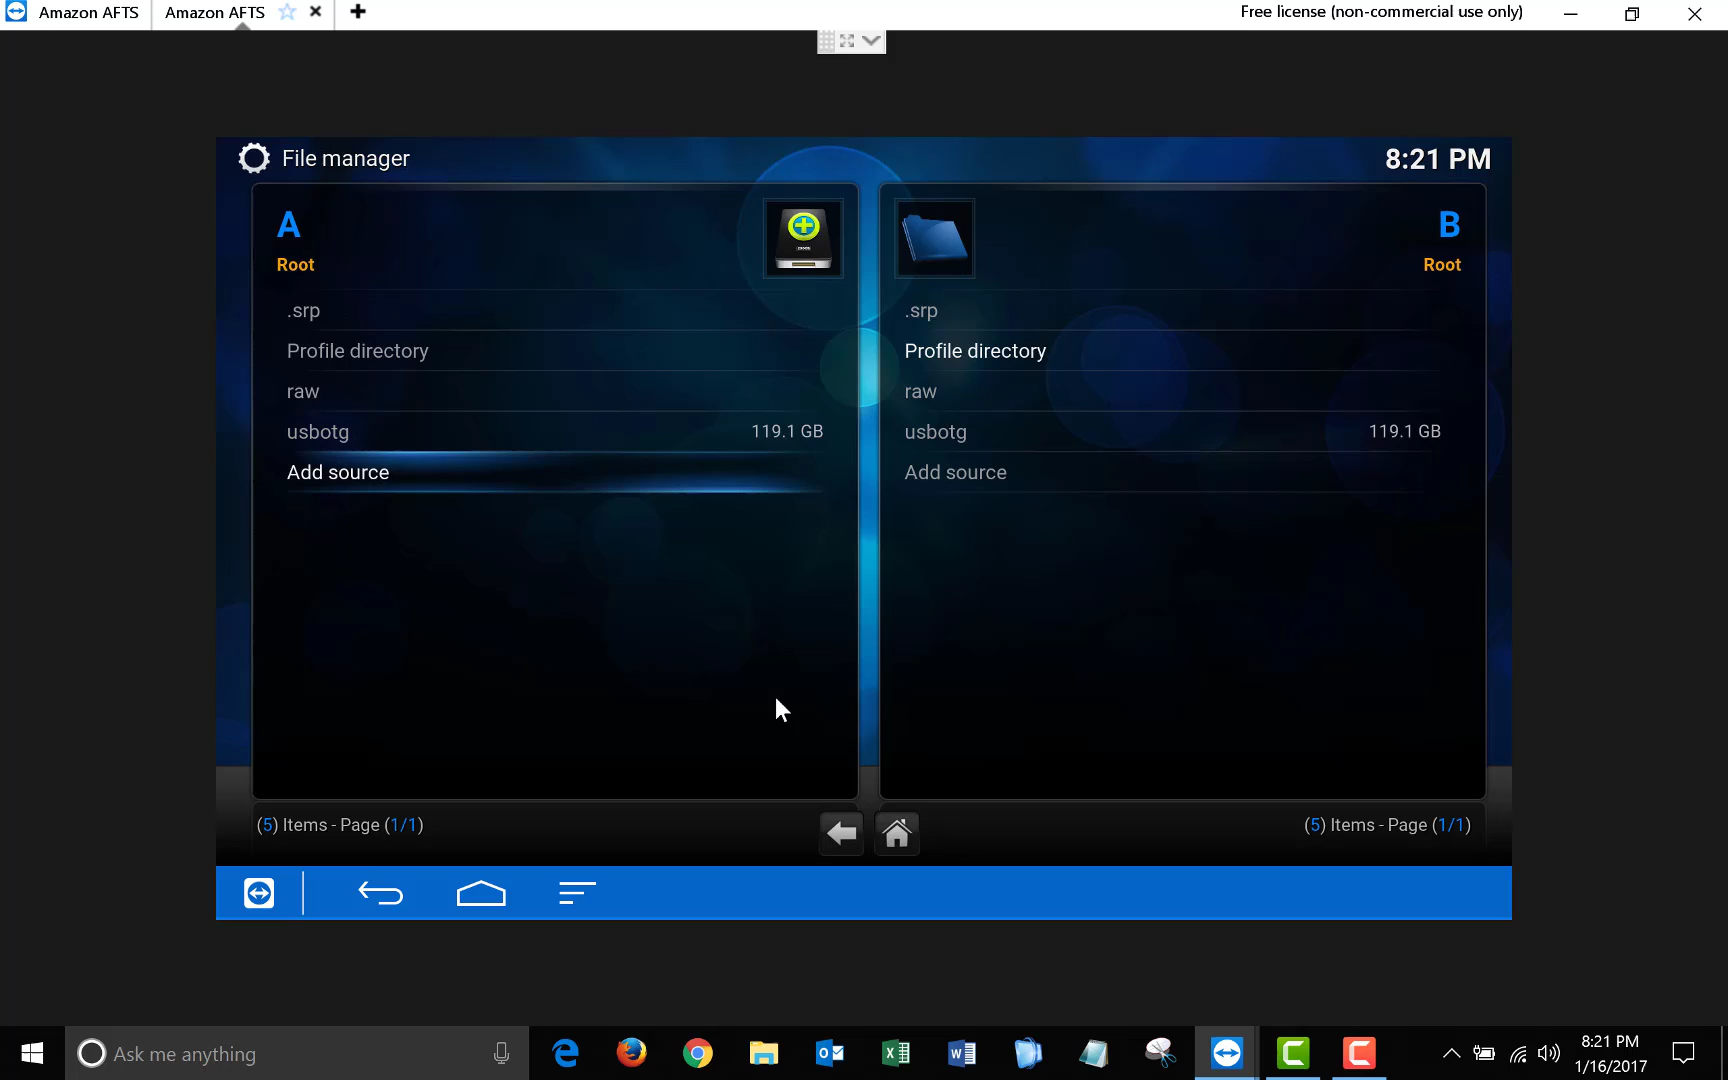 Amazon AFTS
Amazon AFTS
Free license (non-commercial use only)
File manager
8:21 PM
A
Root
.srp
Profile directory
raw
usbotg 119.1 GB
Add source
(5) Items - Page (1/1)
B
Root
.srp
Profile directory
raw
usbotg 119.1 GB
Add source
(5) Items - Page (1/1)
Ask me anything
8:21 PM
1/16/2017